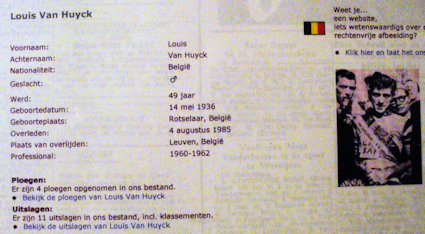 Louis Van Huyck
Weet je...
een website,
iets wetenswaardigs over
rechtenvrije afbeelding?
• Klik hier en laat het
Voornaam: Louis
Achternaam: Van Huyck
Nationaliteit: België
Geslacht: ♂
Werd: 49 jaar
Geboortedatum: 14 mei 1936
Geboorteplaats: Rotselaar, België
Overleden: 4 augustus 1985
Plaats van overlijden: Leuven, België
Professional: 1960-1962
Ploegen:
Er zijn 4 ploegen opgenomen in ons bestand.
• Bekijk de ploegen van Louis Van Huyck
Uitslagen:
Er zijn 11 uitslagen in ons bestand, incl. klassementen.
• Bekijk de uitslagen van Louis Van Huyck